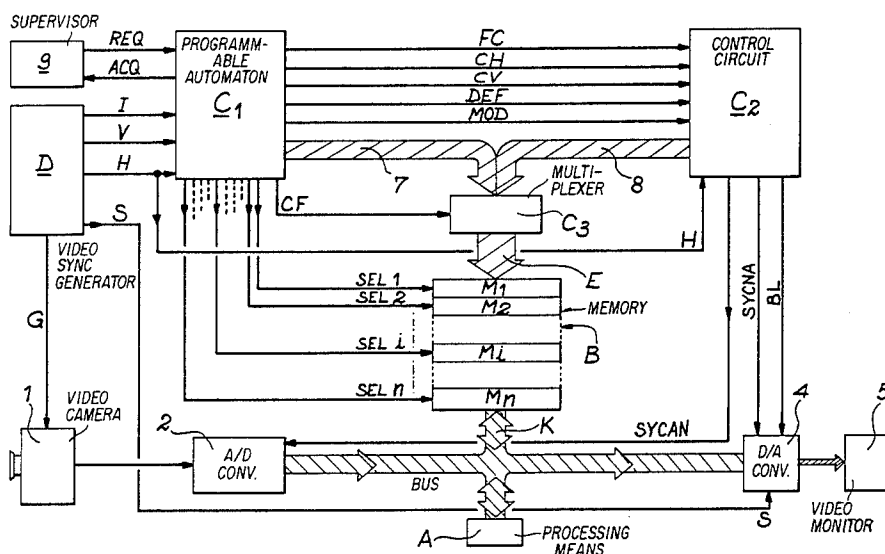 SUPERVISOR
9
REQ
ACQ
PROGRAMM-
ABLE
AUTOMATON
C1
FC
CH
CV
DEF
MOD
CONTROL
CIRCUIT
C2
D
I
V
H
S
VIDEO
SYNC
GENERATOR
G
7
8
CF
MULTI-
PLEXER
C3
H
E
SEL 1
SEL 2
SEL i
SEL n
M1
M2
Mi
Mn
MEMORY
B
SYCNA
BL
1
VIDEO
CAMERA
2
A/D
CONV.
K
SYCAN
BUS
4
D/A
CONV.
5
VIDEO
MONITOR
S
A
PROCESSING
MEANS